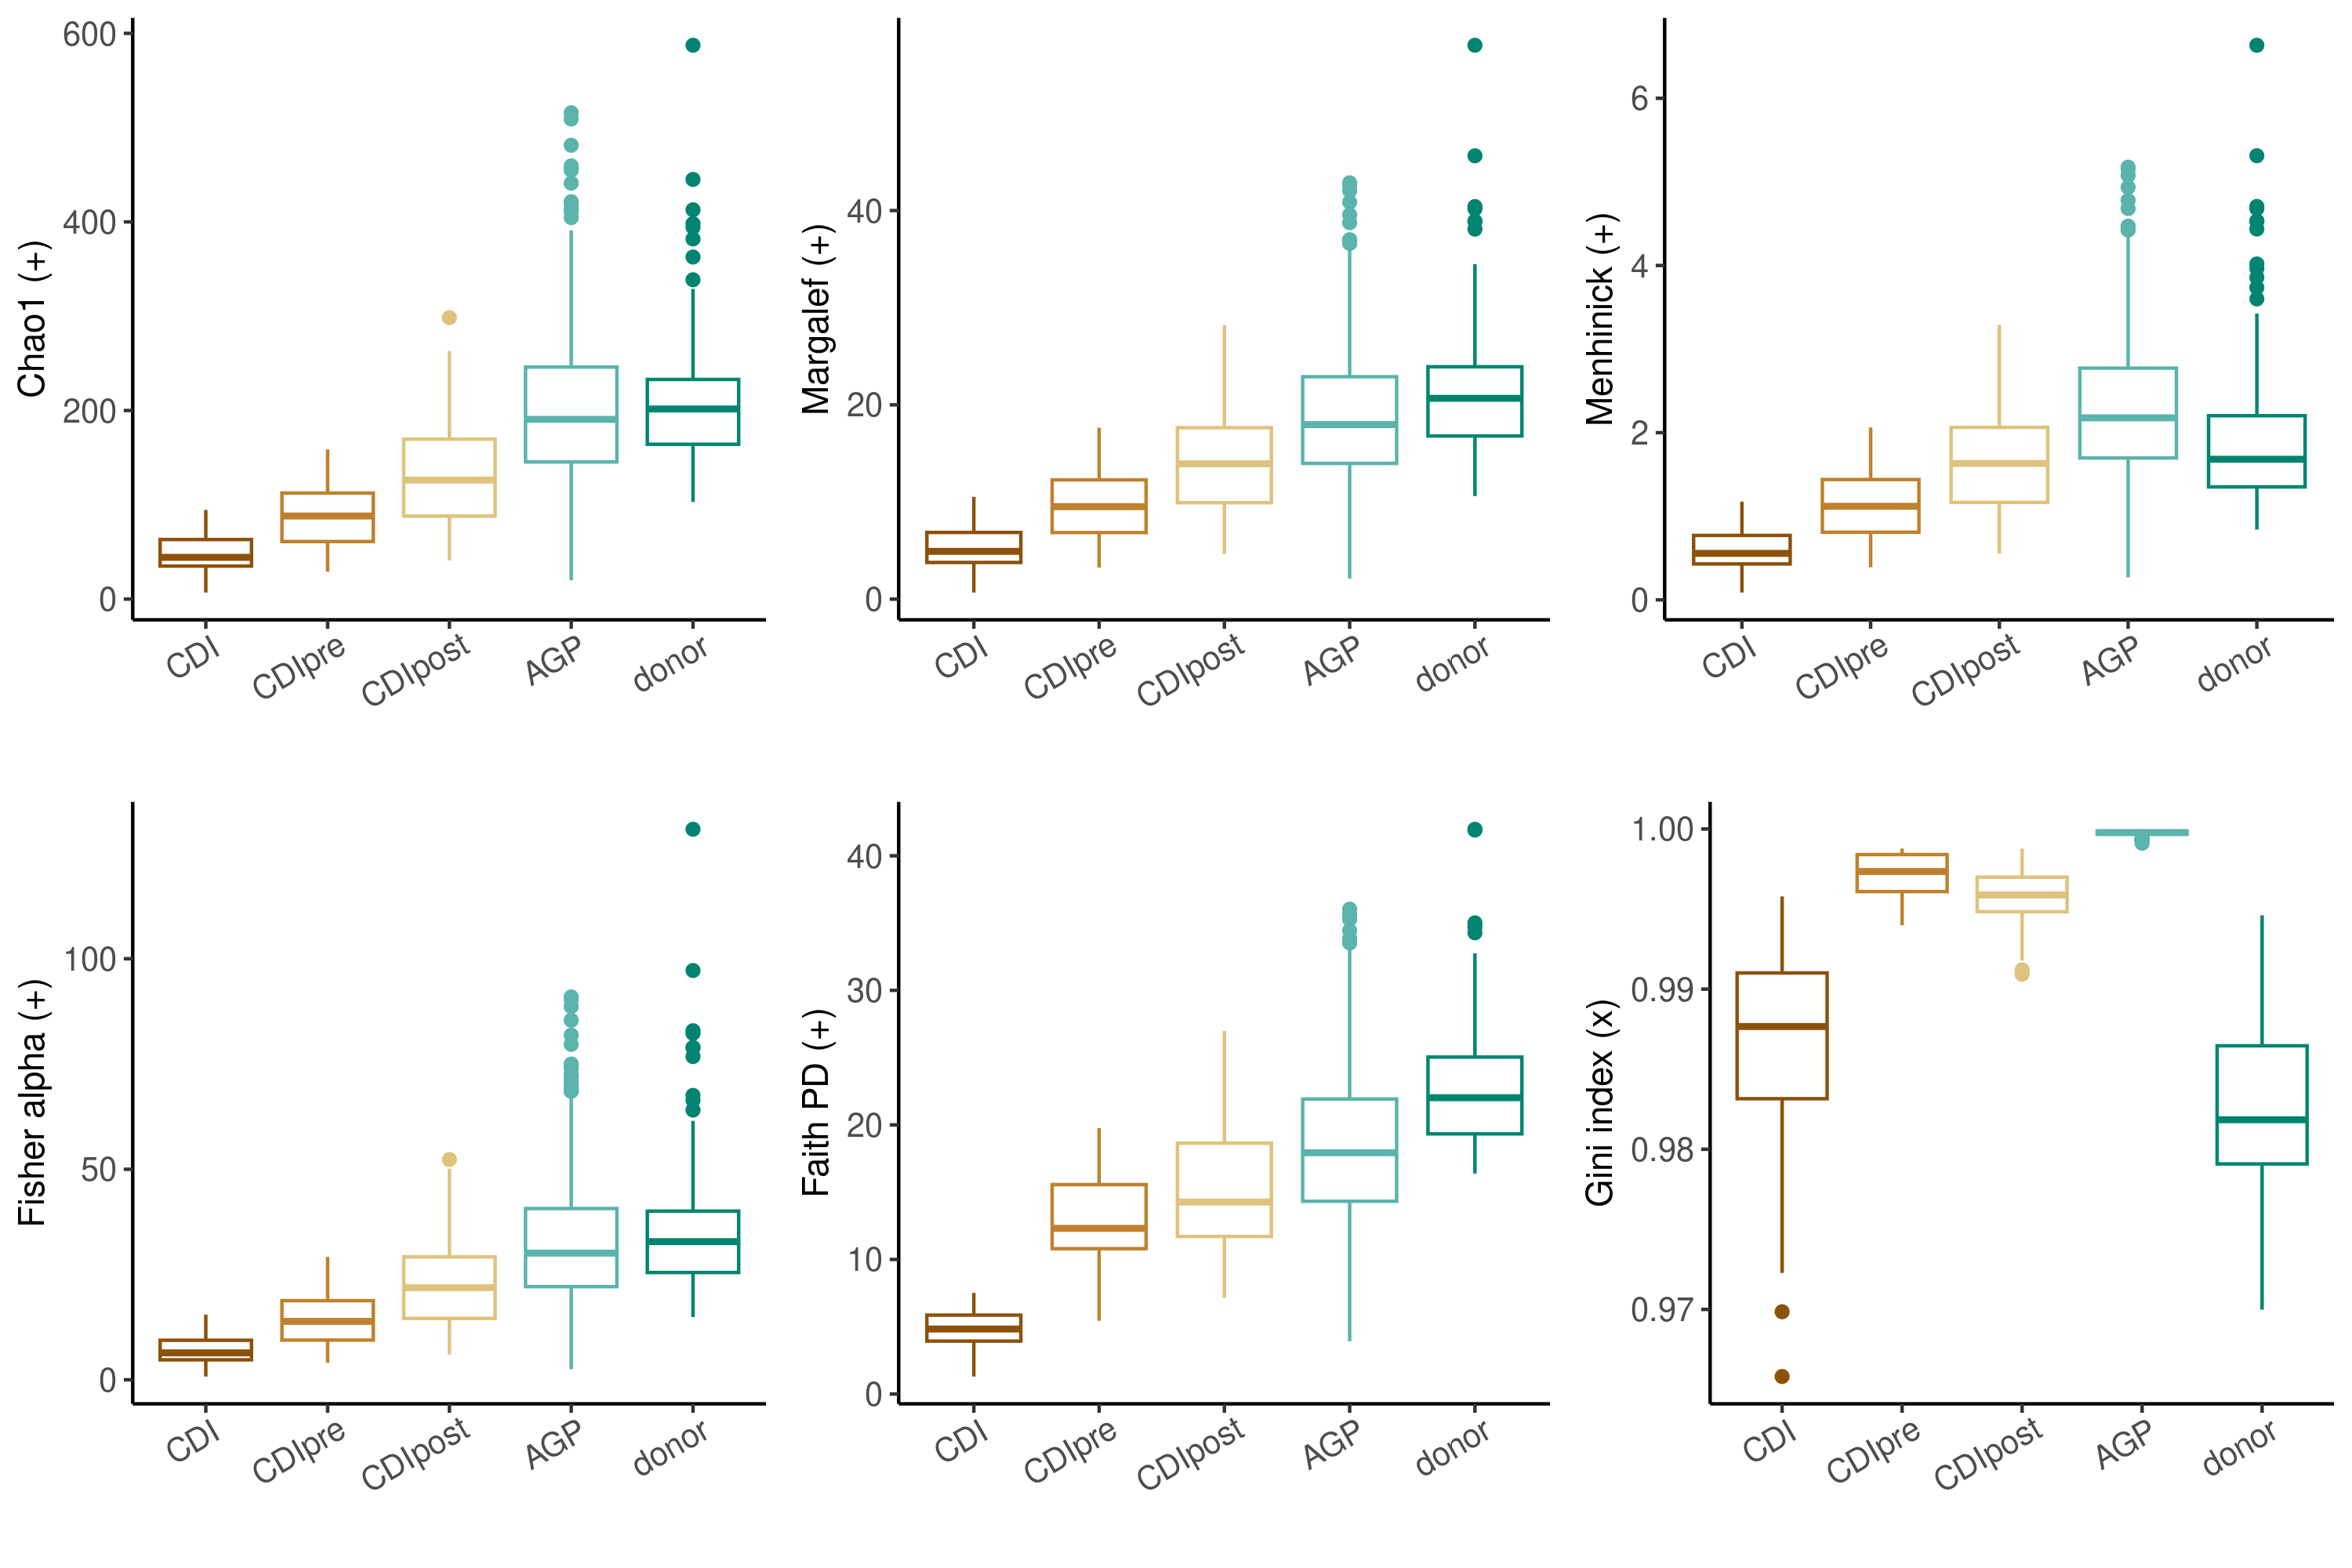 Chao1 (+)
600
400
200
0
CDI CDIpre CDIpost AGP donor
Margalef (+)
40
20
0
CDI CDIpre CDIpost AGP donor
Menhinick (+)
6
4
2
0
CDI CDIpre CDIpost AGP donor
Fisher alpha (+)
100
50
0
CDI CDIpre CDIpost AGP donor
Faith PD (+)
40
30
20
10
0
CDI CDIpre CDIpost AGP donor
Gini index (x)
1.00
0.99
0.98
0.97
CDI CDIpre CDIpost AGP donor